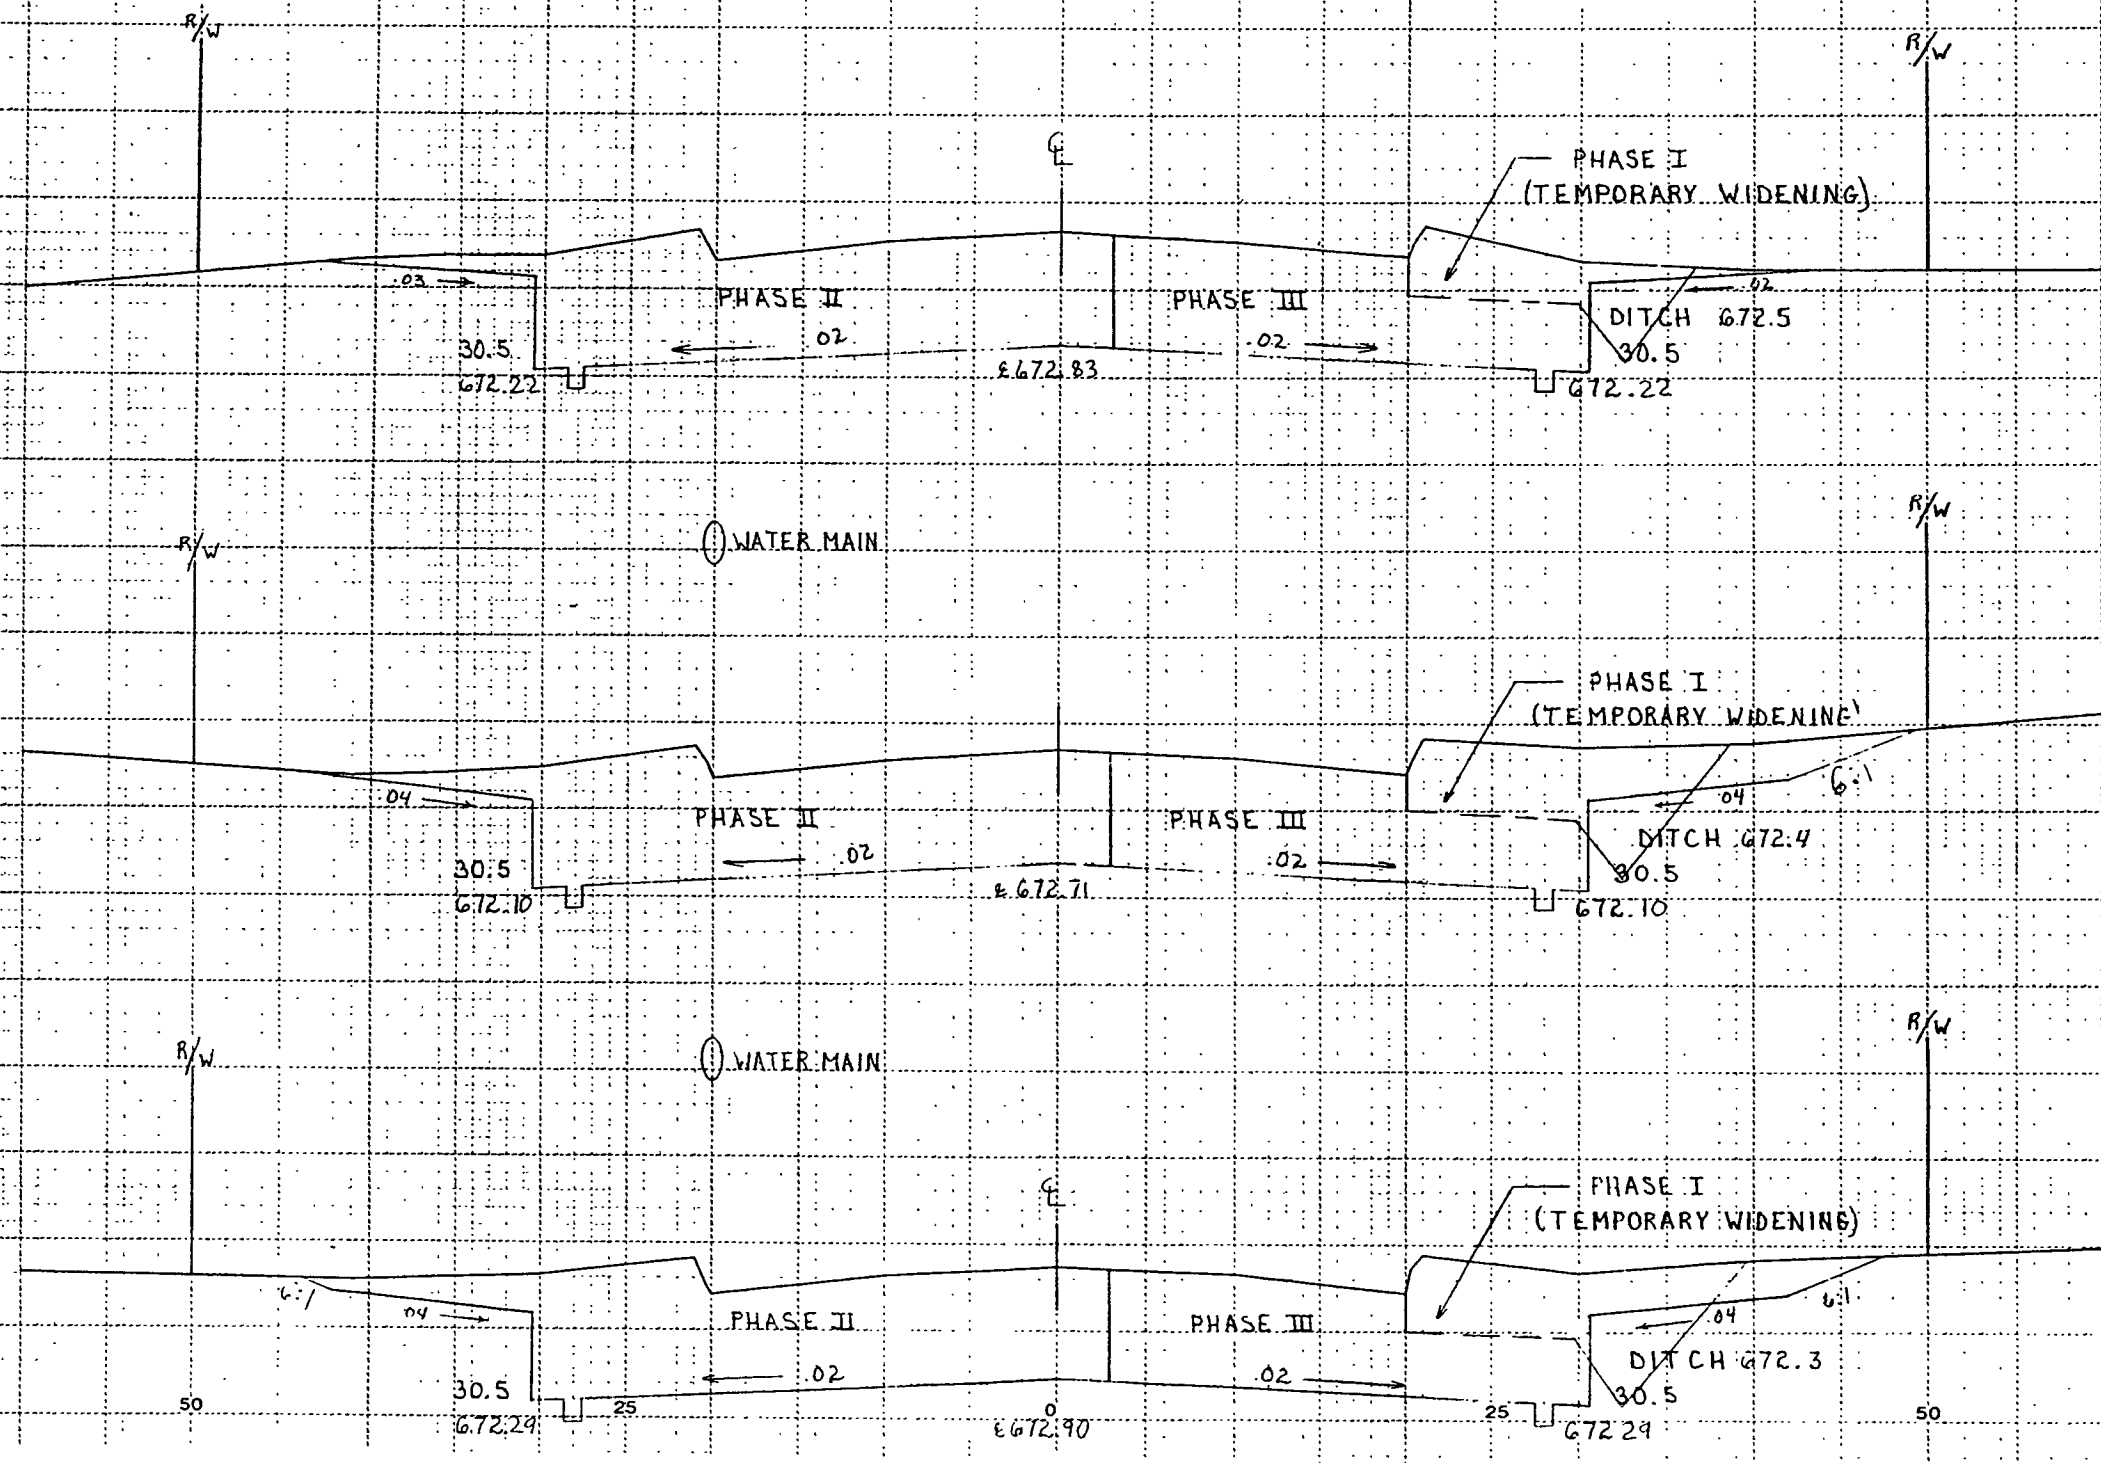 R/W
R/W
℄
PHASE I
(TEMPORARY WIDENING)
.03
PHASE II
PHASE III
.02
DITCH 672.5
30.5
.02
.02
30.5
672.22
℄ 672.83
672.22
R/W
R/W
WATER MAIN
PHASE I
(TEMPORARY WIDENING)
.04
PHASE II
PHASE III
.04
6:1
DITCH 672.4
30.5
.02
.02
30.5
672.10
℄ 672.71
672.10
R/W
R/W
WATER MAIN
℄
PHASE I
(TEMPORARY WIDENING)
6:1
.04
PHASE II
PHASE III
.04
6:1
DITCH 672.3
30.5
.02
.02
30.5
50
25
0
25
50
672.29
℄ 672.90
672.29